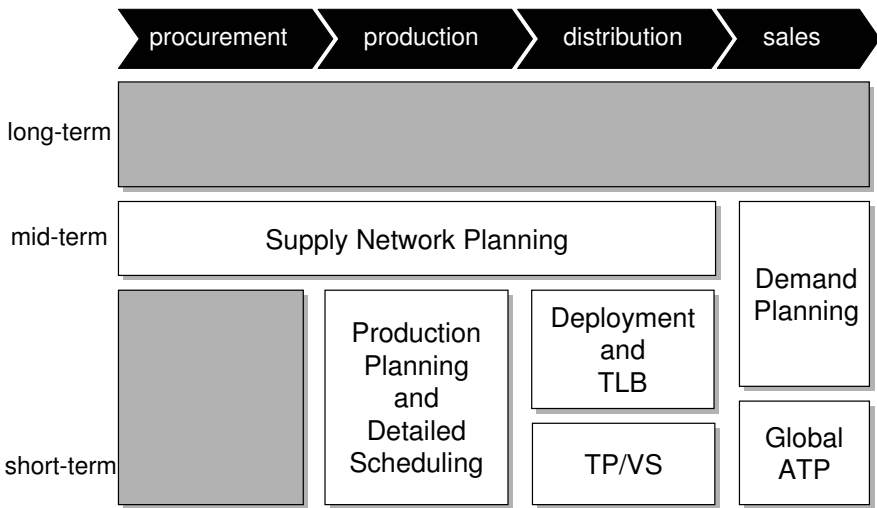 procurement
production
distribution
sales
long-term
mid-term
Supply Network Planning
Demand
Planning
Production
Planning
and
Detailed
Scheduling
Deployment
and
TLB
short-term
TP/VS
Global
ATP